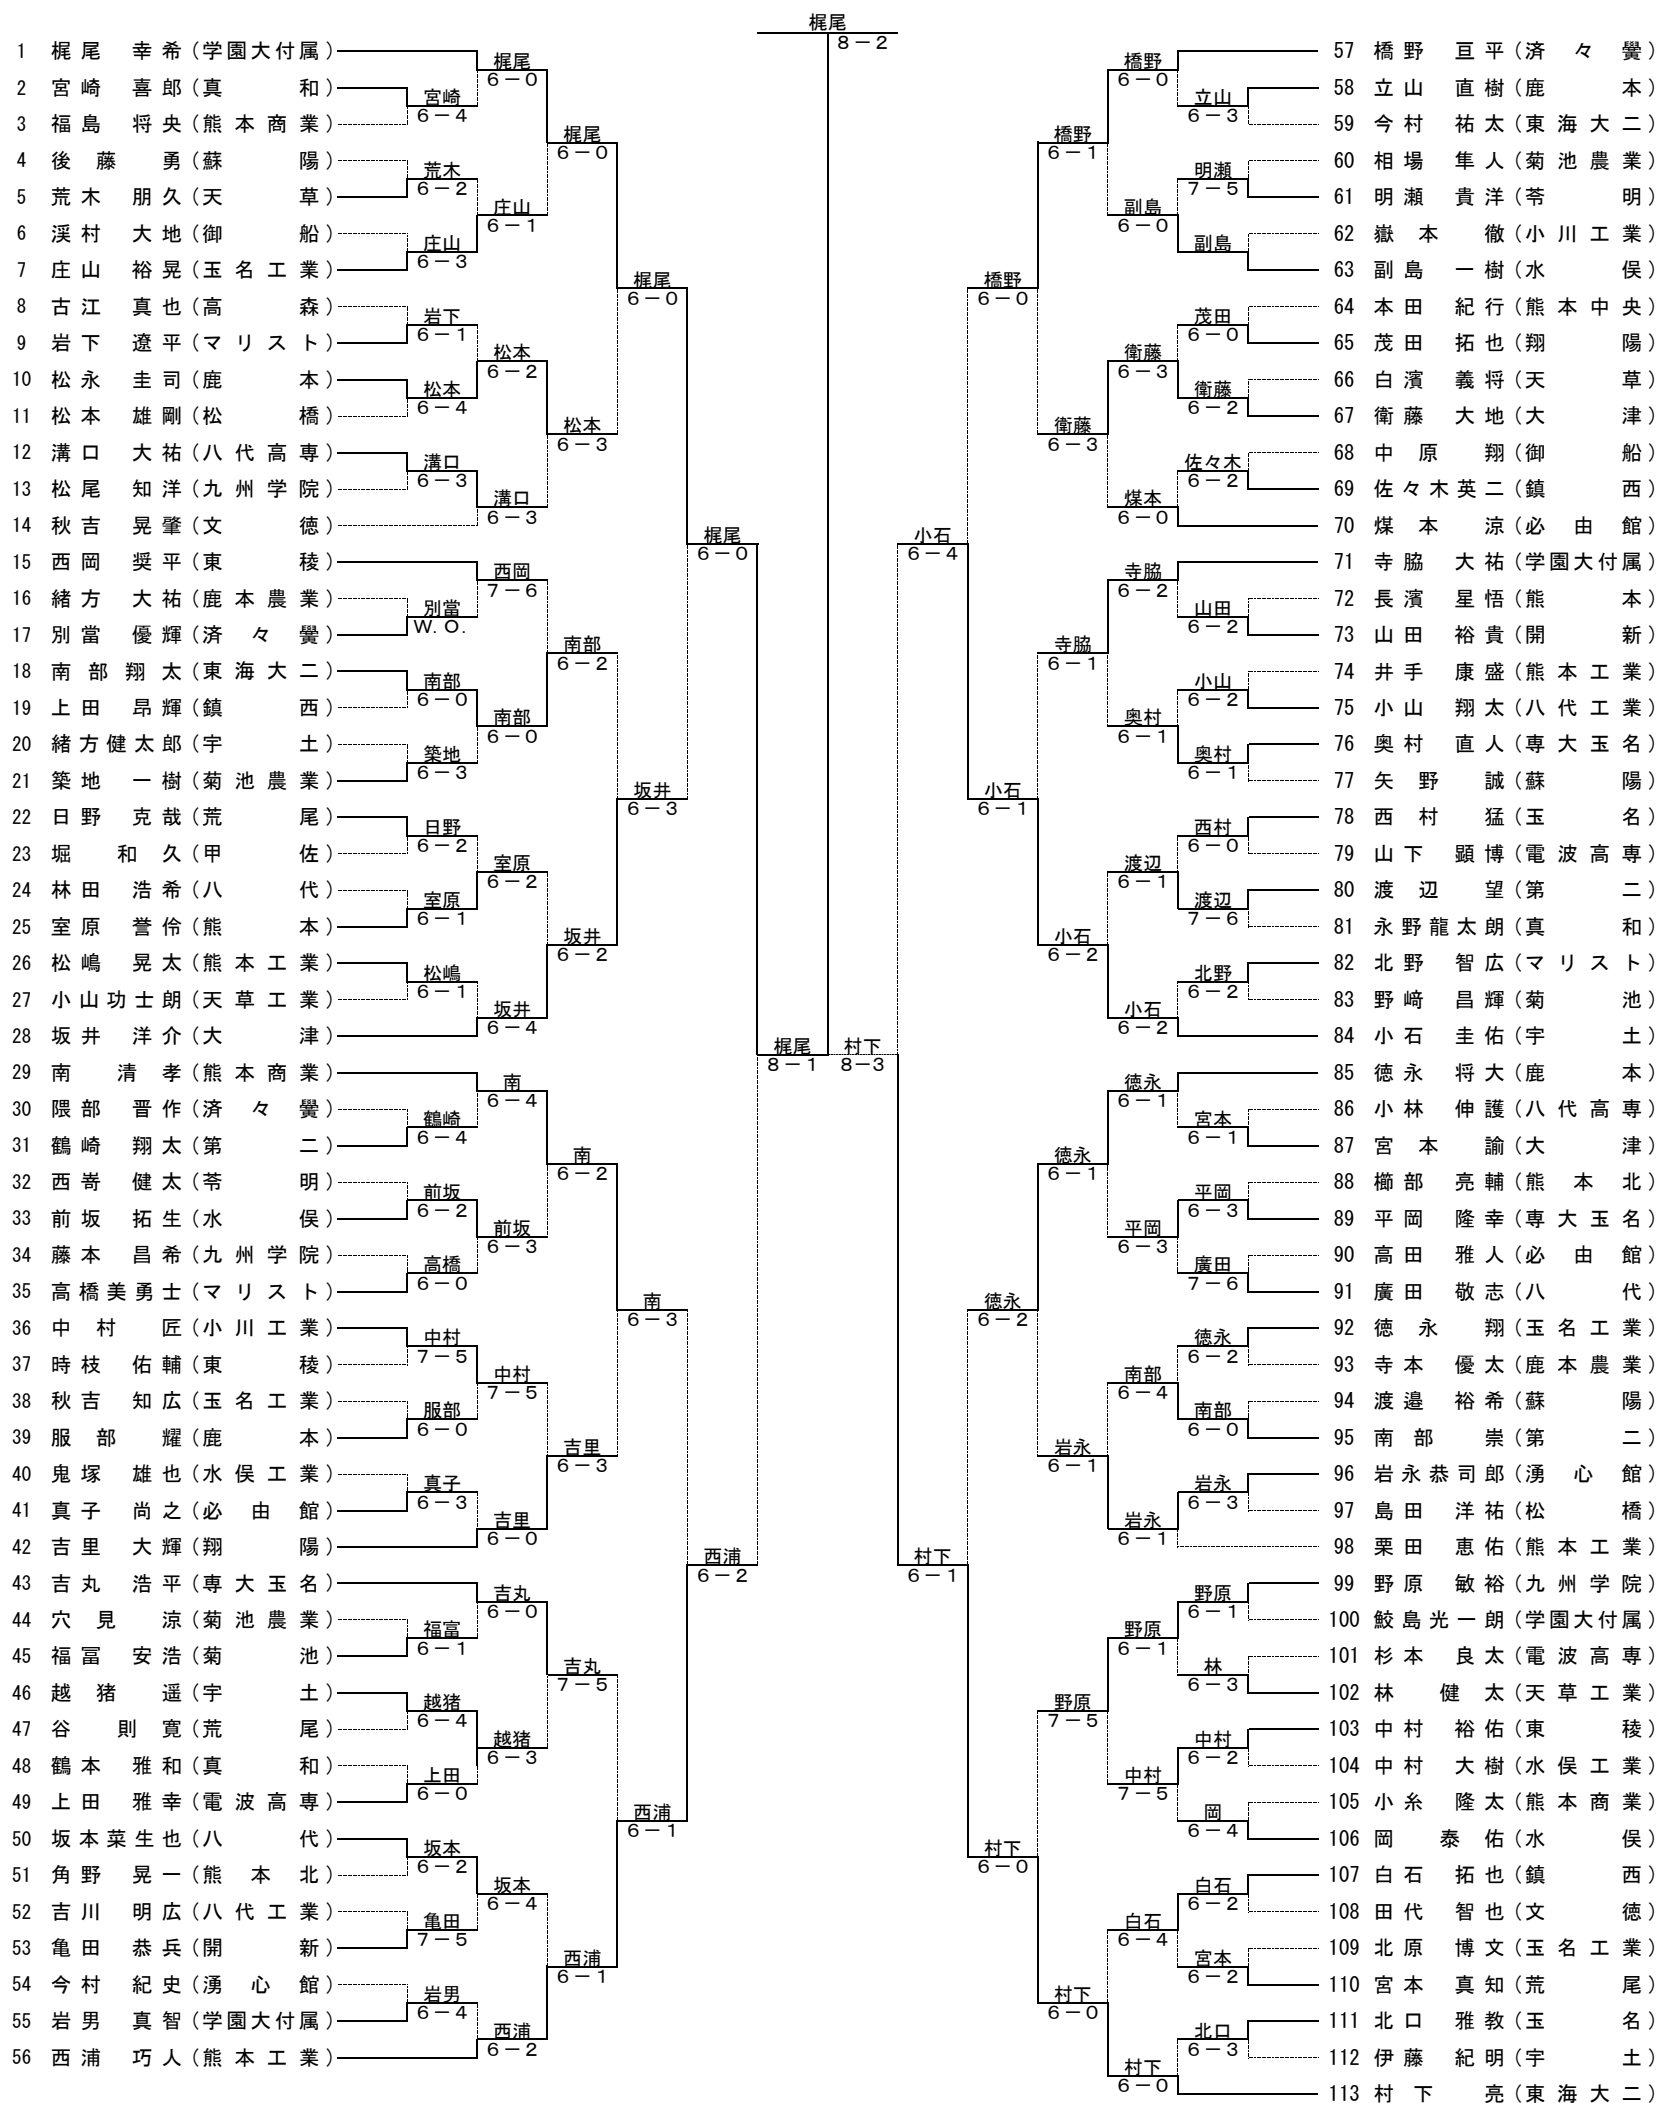 梶尾
8－2
1 梶尾 幸希（学園大付属）
2 宮崎 喜郎（真和）
3 福島 将央（熊本商業）
4 後藤 勇（蘇陽）
5 荒木 朋久（天草）
6 渓村 大地（御船）
7 庄山 裕晃（玉名工業）
8 古江 真也（高森）
9 岩下 遼平（マリスト）
10 松永 圭司（鹿本）
11 松本 雄剛（松橋）
12 溝口 大祐（八代高専）
13 松尾 知洋（九州学院）
14 秋吉 晃肇（文徳）
15 西岡 奨平（東稜）
16 緒方 大祐（鹿本農業）
17 別當 優輝（済々黌）
18 南部 翔太（東海大二）
19 上田 昂輝（鎮西）
20 緒方健太郎（宇土）
21 築地 一樹（菊池農業）
22 日野 克哉（荒尾）
23 堀 和久（甲佐）
24 林田 浩希（八代）
25 室原 誉伶（熊本）
26 松嶋 晃太（熊本工業）
27 小山功士朗（天草工業）
28 坂井 洋介（大津）
29 南 清孝（熊本商業）
30 隈部 晋作（済々黌）
31 鶴崎 翔太（第二）
32 西嵜 健太（苓明）
33 前坂 拓生（水俣）
34 藤本 昌希（九州学院）
35 高橋美勇士（マリスト）
36 中村 匠（小川工業）
37 時枝 佑輔（東稜）
38 秋吉 知広（玉名工業）
39 服部 耀（鹿本）
40 鬼塚 雄也（水俣工業）
41 真子 尚之（必由館）
42 吉里 大輝（翔陽）
43 吉丸 浩平（専大玉名）
44 穴見 涼（菊池農業）
45 福冨 安浩（菊池）
46 越猪 遥（宇土）
47 谷 則寛（荒尾）
48 鶴本 雅和（真和）
49 上田 雅幸（電波高専）
50 坂本菜生也（八代）
51 角野 晃一（熊本北）
52 吉川 明広（八代工業）
53 亀田 恭兵（開新）
54 今村 紀史（湧心館）
55 岩男 真智（学園大付属）
56 西浦 巧人（熊本工業）
宮崎
6－4
荒木
6－2
庄山
6－3
岩下
6－1
松本
6－4
溝口
6－3
別當
W.O.
南部
6－0
築地
6－3
日野
6－2
室原
6－1
松嶋
6－1
鶴崎
6－4
前坂
6－2
高橋
6－0
中村
7－5
服部
6－0
真子
6－3
福富
6－1
越猪
6－4
上田
6－0
坂本
6－2
亀田
7－5
岩男
6－4
梶尾
6－0
庄山
6－1
松本
6－2
溝口
6－3
西岡
7－6
南部
6－0
室原
6－2
坂井
6－4
南
6－4
前坂
6－3
中村
7－5
吉里
6－0
吉丸
6－0
越猪
6－3
坂本
6－4
西浦
6－2
梶尾
6－0
松本
6－3
南部
6－2
坂井
6－2
南
6－2
吉里
6－3
吉丸
7－5
西浦
6－1
梶尾
6－0
坂井
6－3
南
6－3
西浦
6－1
梶尾
6－0
西浦
6－2
梶尾
8－1
村下
8－3
小石
6－4
村下
6－1
橋野
6－0
小石
6－1
徳永
6－2
村下
6－0
橋野
6－1
衛藤
6－3
寺脇
6－1
小石
6－2
徳永
6－1
岩永
6－1
野原
7－5
村下
6－0
橋野
6－0
副島
6－0
衛藤
6－3
煤本
6－0
寺脇
6－2
奥村
6－1
渡辺
6－1
小石
6－2
徳永
6－1
平岡
6－3
南部
6－4
岩永
6－1
野原
6－1
中村
7－5
白石
6－4
村下
6－0
立山
6－3
明瀬
7－5
副島
茂田
6－0
衛藤
6－2
佐々木
6－2
山田
6－2
小山
6－2
奥村
6－1
西村
6－0
渡辺
7－6
北野
6－2
宮本
6－1
平岡
6－3
廣田
7－6
徳永
6－2
南部
6－0
岩永
6－3
野原
6－1
林
6－3
中村
6－2
岡
6－4
白石
6－2
宮本
6－2
北口
6－3
57 橋野 亘平（済々黌）
58 立山 直樹（鹿本）
59 今村 祐太（東海大二）
60 相場 隼人（菊池農業）
61 明瀬 貴洋（苓明）
62 嶽本 徹（小川工業）
63 副島 一樹（水俣）
64 本田 紀行（熊本中央）
65 茂田 拓也（翔陽）
66 白濱 義将（天草）
67 衛藤 大地（大津）
68 中原 翔（御船）
69 佐々木英二（鎮西）
70 煤本 涼（必由館）
71 寺脇 大祐（学園大付属）
72 長濱 星悟（熊本）
73 山田 裕貴（開新）
74 井手 康盛（熊本工業）
75 小山 翔太（八代工業）
76 奥村 直人（専大玉名）
77 矢野 誠（蘇陽）
78 西村 猛（玉名）
79 山下 顕博（電波高専）
80 渡辺 望（第二）
81 永野龍太朗（真和）
82 北野 智広（マリスト）
83 野﨑 昌輝（菊池）
84 小石 圭佑（宇土）
85 徳永 将大（鹿本）
86 小林 伸護（八代高専）
87 宮本 諭（大津）
88 櫛部 亮輔（熊本北）
89 平岡 隆幸（専大玉名）
90 高田 雅人（必由館）
91 廣田 敬志（八代）
92 徳永 翔（玉名工業）
93 寺本 優太（鹿本農業）
94 渡邉 裕希（蘇陽）
95 南部 崇（第二）
96 岩永恭司郎（湧心館）
97 島田 洋祐（松橋）
98 栗田 恵佑（熊本工業）
99 野原 敏裕（九州学院）
100 鮫島光一朗（学園大付属）
101 杉本 良太（電波高専）
102 林 健太（天草工業）
103 中村 裕佑（東稜）
104 中村 大樹（水俣工業）
105 小糸 隆太（熊本商業）
106 岡 泰佑（水俣）
107 白石 拓也（鎮西）
108 田代 智也（文徳）
109 北原 博文（玉名工業）
110 宮本 真知（荒尾）
111 北口 雅教（玉名）
112 伊藤 紀明（宇土）
113 村下 亮（東海大二）